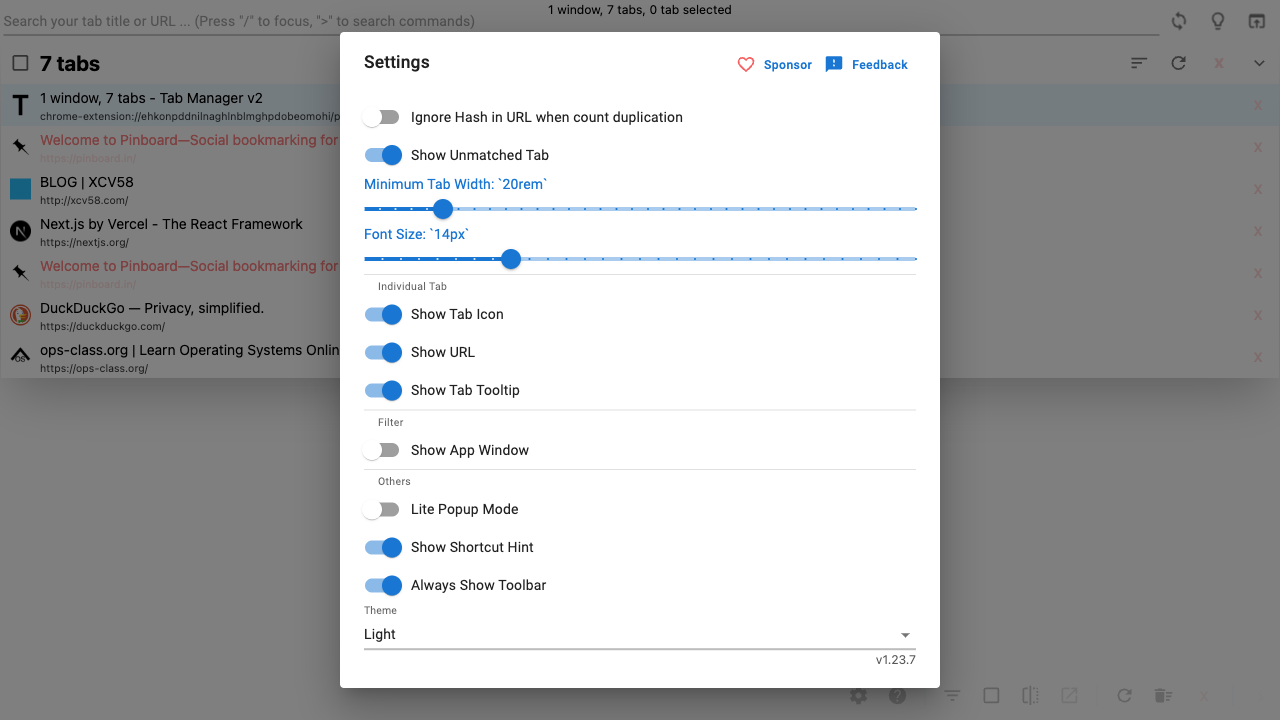 1 window, 7 tabs, 0 tab selected
Search your tab title or URL ... (Press "/" to focus, ">" to search commands)
7 tabs
x
1 window, 7 tabs - Tab Manager v2
chrome-extension://ehkonpddnilnaghlnblmghpdobeomohi/p
x
Welcome to Pinboard—Social bookmarking for
https://pinboard.in/
x
BLOG | XCV58
http://xcv58.com/
x
Next.js by Vercel - The React Framework
https://nextjs.org/
x
Welcome to Pinboard—Social bookmarking for
https://pinboard.in/
x
DuckDuckGo — Privacy, simplified.
https://duckduckgo.com/
x
ops-class.org | Learn Operating Systems Onlin
https://ops-class.org/
x
Settings
Sponsor
Feedback
Ignore Hash in URL when count duplication
Show Unmatched Tab
Minimum Tab Width: `20rem`
Font Size: `14px`
Individual Tab
Show Tab Icon
Show URL
Show Tab Tooltip
Filter
Show App Window
Others
Lite Popup Mode
Show Shortcut Hint
Always Show Toolbar
Theme
Light
v1.23.7
x